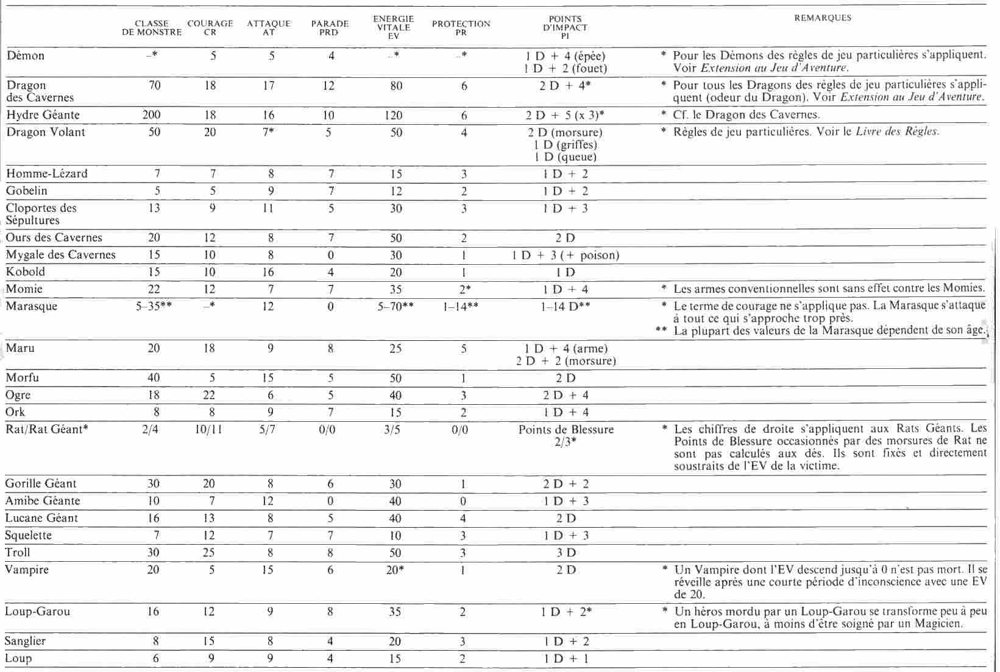 CLASSE DE MONSTRE COURAGE CR ATTAQUE AT PARADE PRD ENERGIE VITALE EV PROTECTION PR POINTS D'IMPACT PI REMARQUES
Démon –* 5 5 4 –* –* 1 D + 4 (épée) * Pour les Démons des règles de jeu particulières s'appliquent.
1 D + 2 (fouet) Voir Extension au Jeu d'Aventure.
Dragon 70 18 17 12 80 6 2 D + 4* * Pour tous les Dragons des règles de jeu particulières s'appli-
des Cavernes quent (odeur du Dragon). Voir Extension au Jeu d'Aventure.
Hydre Géante 200 18 16 10 120 6 2 D + 5 (x 3)* * Cf. le Dragon des Cavernes.
Dragon Volant 50 20 7* 5 50 4 2 D (morsure) * Règles de jeu particulières. Voir le Livre des Règles.
1 D (griffes)
1 D (queue)
Homme-Lézard 7 7 8 7 15 3 1 D + 2
Gobelin 5 5 9 7 12 2 1 D + 2
Cloportes des 13 9 11 5 30 3 1 D + 3
Sépultures
Ours des Cavernes 20 12 8 7 50 2 2 D
Mygale des Cavernes 15 10 8 0 30 1 1 D + 3 (+ poison)
Kobold 15 10 16 4 20 1 1 D
Momie 22 12 7 7 35 2* 1 D + 4 * Les armes conventionnelles sont sans effet contre les Momies.
Marasque 5–35** –* 12 0 5–70** 1–14** 1–14 D** * Le terme de courage ne s'applique pas. La Marasque s'attaque
à tout ce qui s'approche trop près.
** La plupart des valeurs de la Marasque dépendent de son âge.
Maru 20 18 9 8 25 5 1 D + 4 (arme)
2 D + 2 (morsure)
Morfu 40 5 15 5 50 1 2 D
Ogre 18 22 6 5 40 3 2 D + 4
Ork 8 8 9 7 15 2 1 D + 4
Rat/Rat Géant* 2/4 10/11 5/7 0/0 3/5 0/0 Points de Blessure * Les chiffres de droite s'appliquent aux Rats Géants. Les
2/3* Points de Blessure occasionnés par des morsures de Rat ne
sont pas calculés aux dés. Ils sont fixés et directement
soustraits de l'EV de la victime.
Gorille Géant 30 20 8 6 30 1 2 D + 2
Amibe Géante 10 7 12 0 40 0 1 D + 3
Lucane Géant 16 13 8 5 40 4 2 D
Squelette 7 12 7 7 10 3 1 D + 3
Troll 30 25 8 8 50 3 3 D
Vampire 20 5 15 6 20* 1 2 D * Un Vampire dont l'EV descend jusqu'à 0 n'est pas mort. Il se
réveille après une courte période d'inconscience avec une EV
de 20.
Loup-Garou 16 12 9 8 35 2 1 D + 2* * Un héros mordu par un Loup-Garou se transforme peu à peu
en Loup-Garou, à moins d'être soigné par un Magicien.
Sanglier 8 15 8 4 20 3 1 D + 2
Loup 6 9 9 4 15 2 1 D + 1